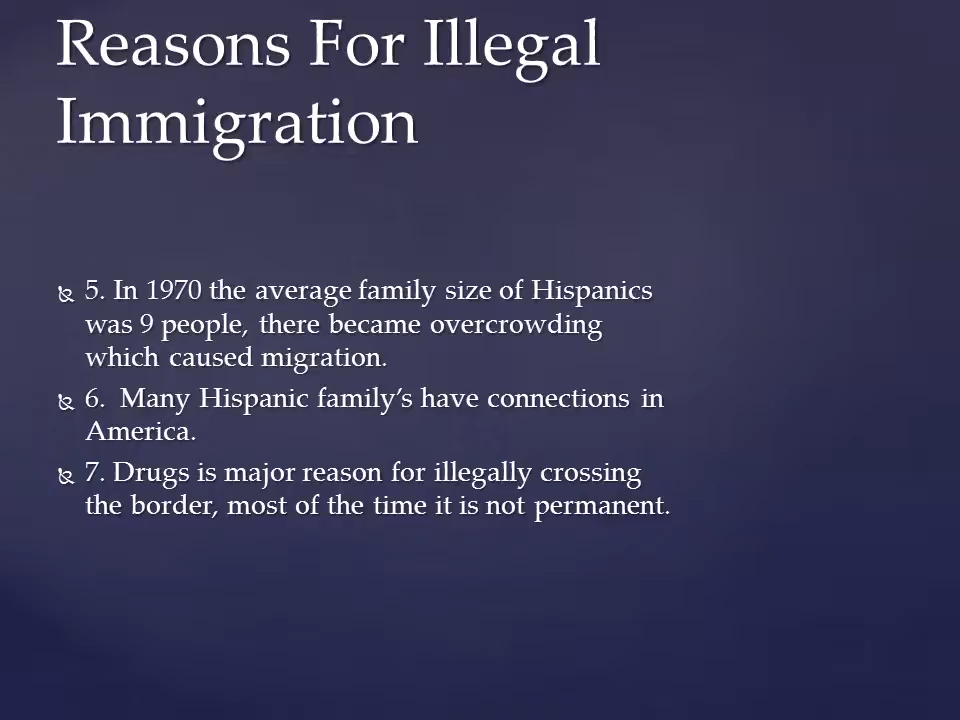 Reasons For Illegal
Immigration
5. In 1970 the average family size of Hispanics
was 9 people, there became overcrowding
which caused migration.
6.  Many Hispanic family’s have connections in
America.
7. Drugs is major reason for illegally crossing
the border, most of the time it is not permanent.